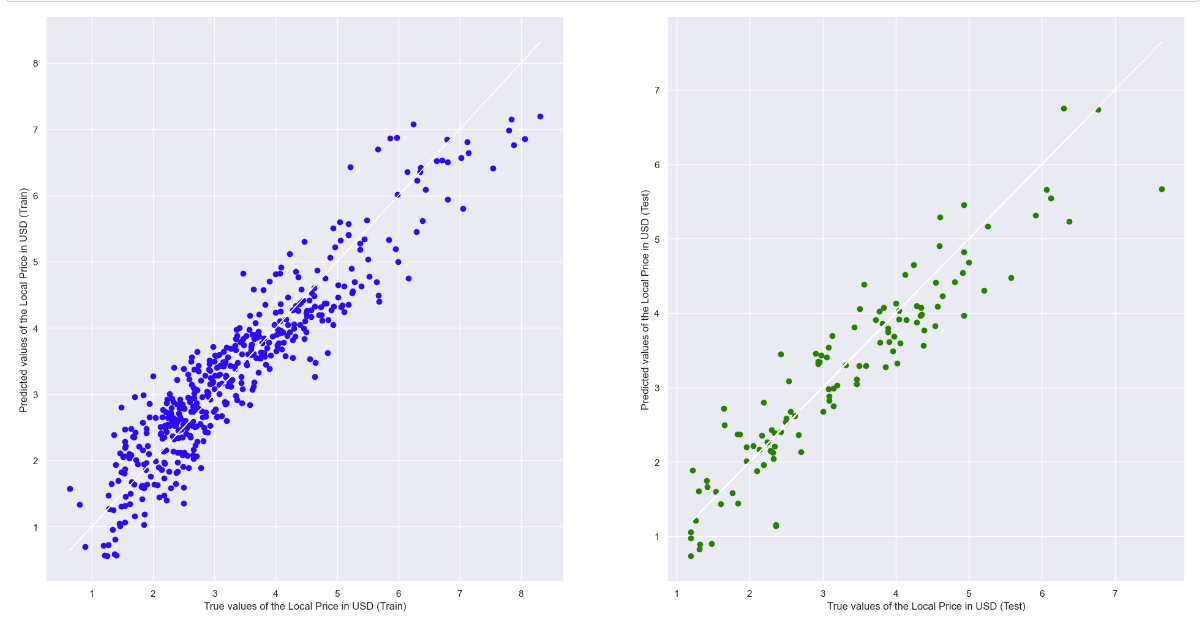 Predicted values of the Local Price in USD (Train)
8
7
6
5
4
3
2
1
1 2 3 4 5 6 7 8
True values of the Local Price in USD (Train)
Predicted values of the Local Price in USD (Test)
7
6
5
4
3
2
1
1 2 3 4 5 6 7
True values of the Local Price in USD (Test)